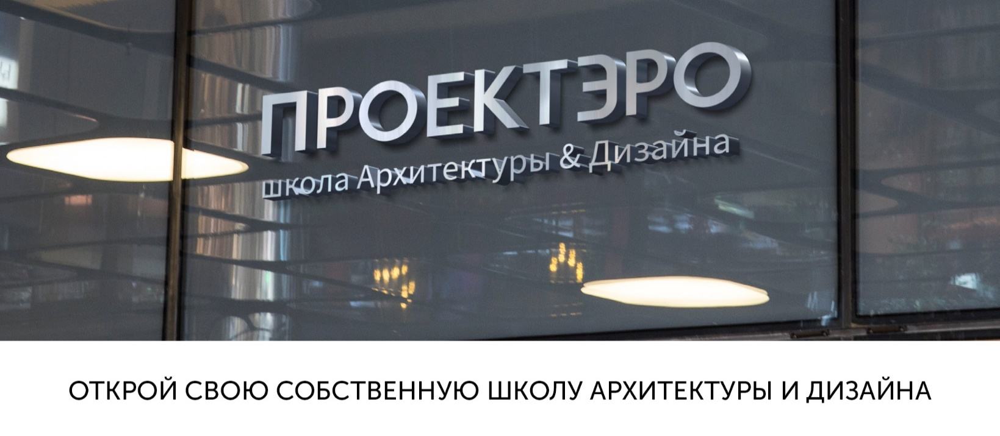 ПРОЕКТЭРО
школа Архитектуры & Дизайна
ОТКРОЙ СВОЮ СОБСТВЕННУЮ ШКОЛУ АРХИТЕКТУРЫ И ДИЗАЙНА